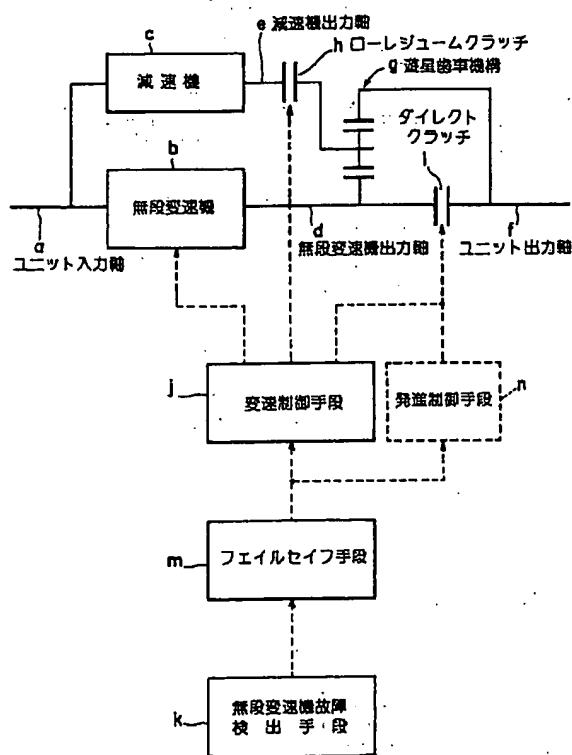 e 減速機出力軸
h ローレジュームクラッチ
c
g 遊星歯車機構
減速機
ダイレクト
クラッチ
b
i
無段変速機
a
ユニット入力軸
d
無段変速機出力軸
f
ユニット出力軸
j
変速制御手段
発進制御手段
n
m
フェイルセイフ手段
k
無段変速機故障
検出手段